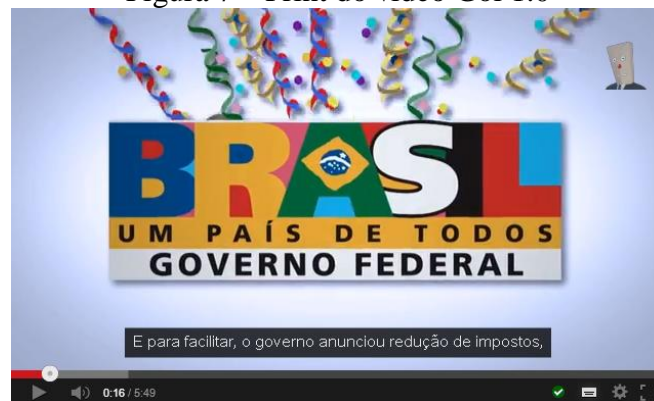 BRASIL
UM PAÍS DE TODOS
GOVERNO FEDERAL
E para facilitar, o governo anunciou redução de impostos,
0:16 / 5:49